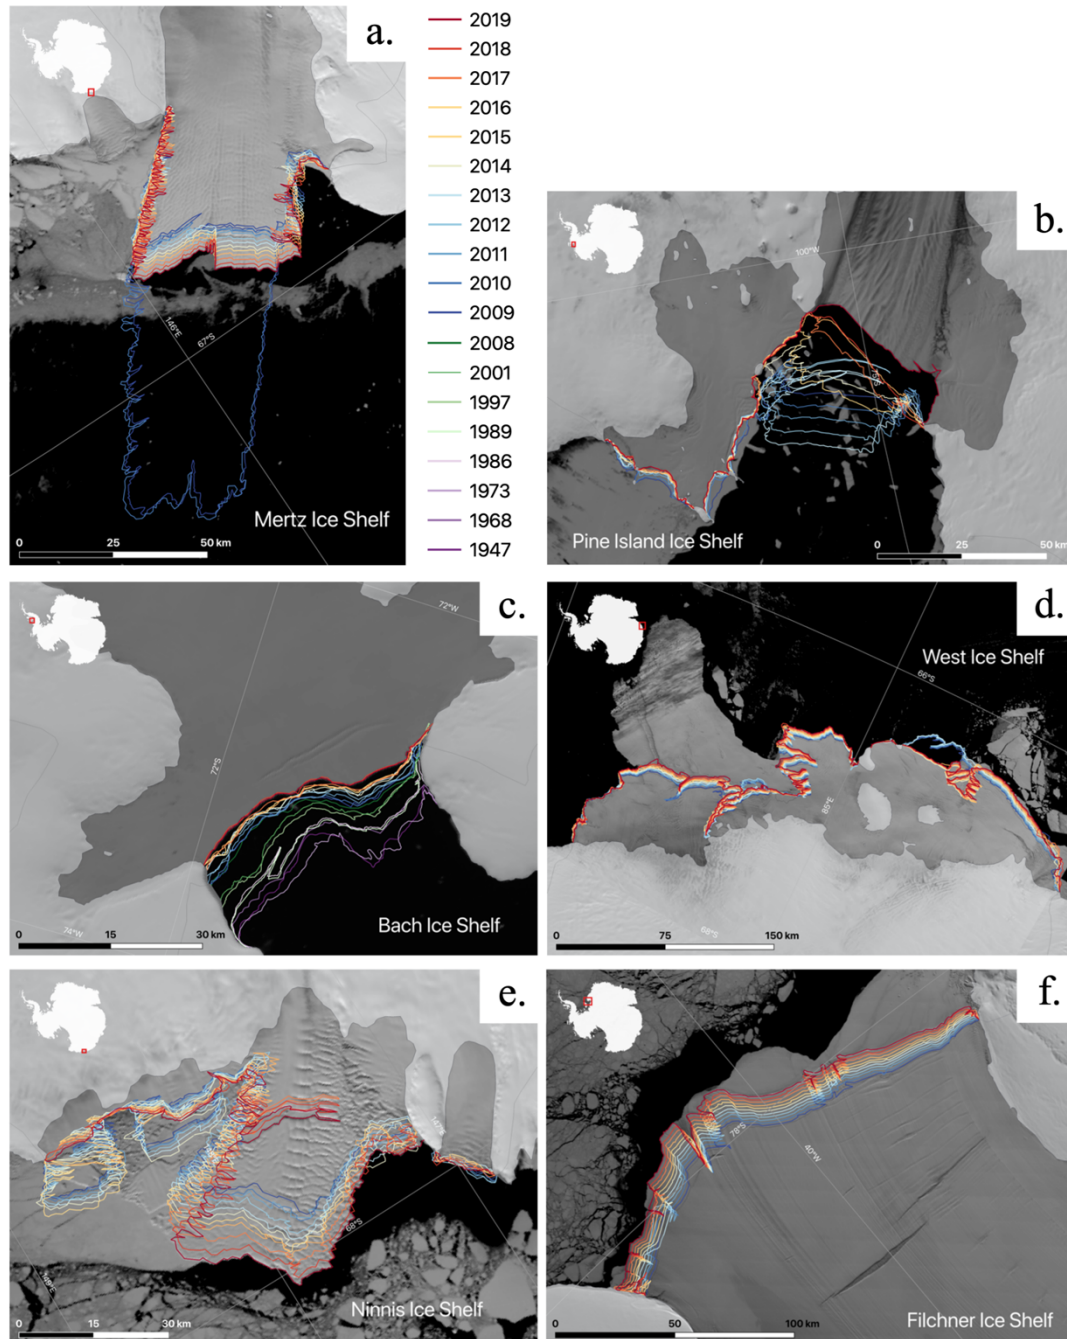 a.
146°E
67°S
Mertz Ice Shelf
0 25 50 km
2019
2018
2017
2016
2015
2014
2013
2012
2011
2010
2009
2008
2001
1997
1989
1986
1973
1968
1947
b.
100°W
75°S
Pine Island Ice Shelf
0 25 50 km
c.
72°W
72°S
74°W
Bach Ice Shelf
0 15 30 km
d.
West Ice Shelf
66°S
85°E
68°S
0 75 150 km
e.
68°S
Ninnis Ice Shelf
0 15 30 km
f.
78°S
40°W
Filchner Ice Shelf
0 50 100 km